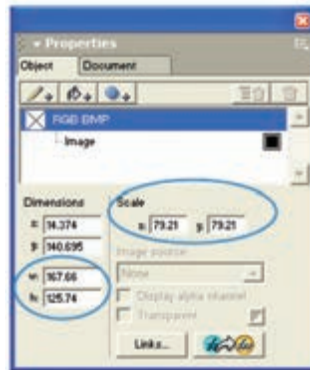 Properties
Object Document
RGB BMP
Image
Dimensions Scale
x: 14.374 x: 79.21 y: 79.21
y: 140.695
Image source:
w: 167.66 None
h: 125.74 Display alpha channel
Transparent
Links...